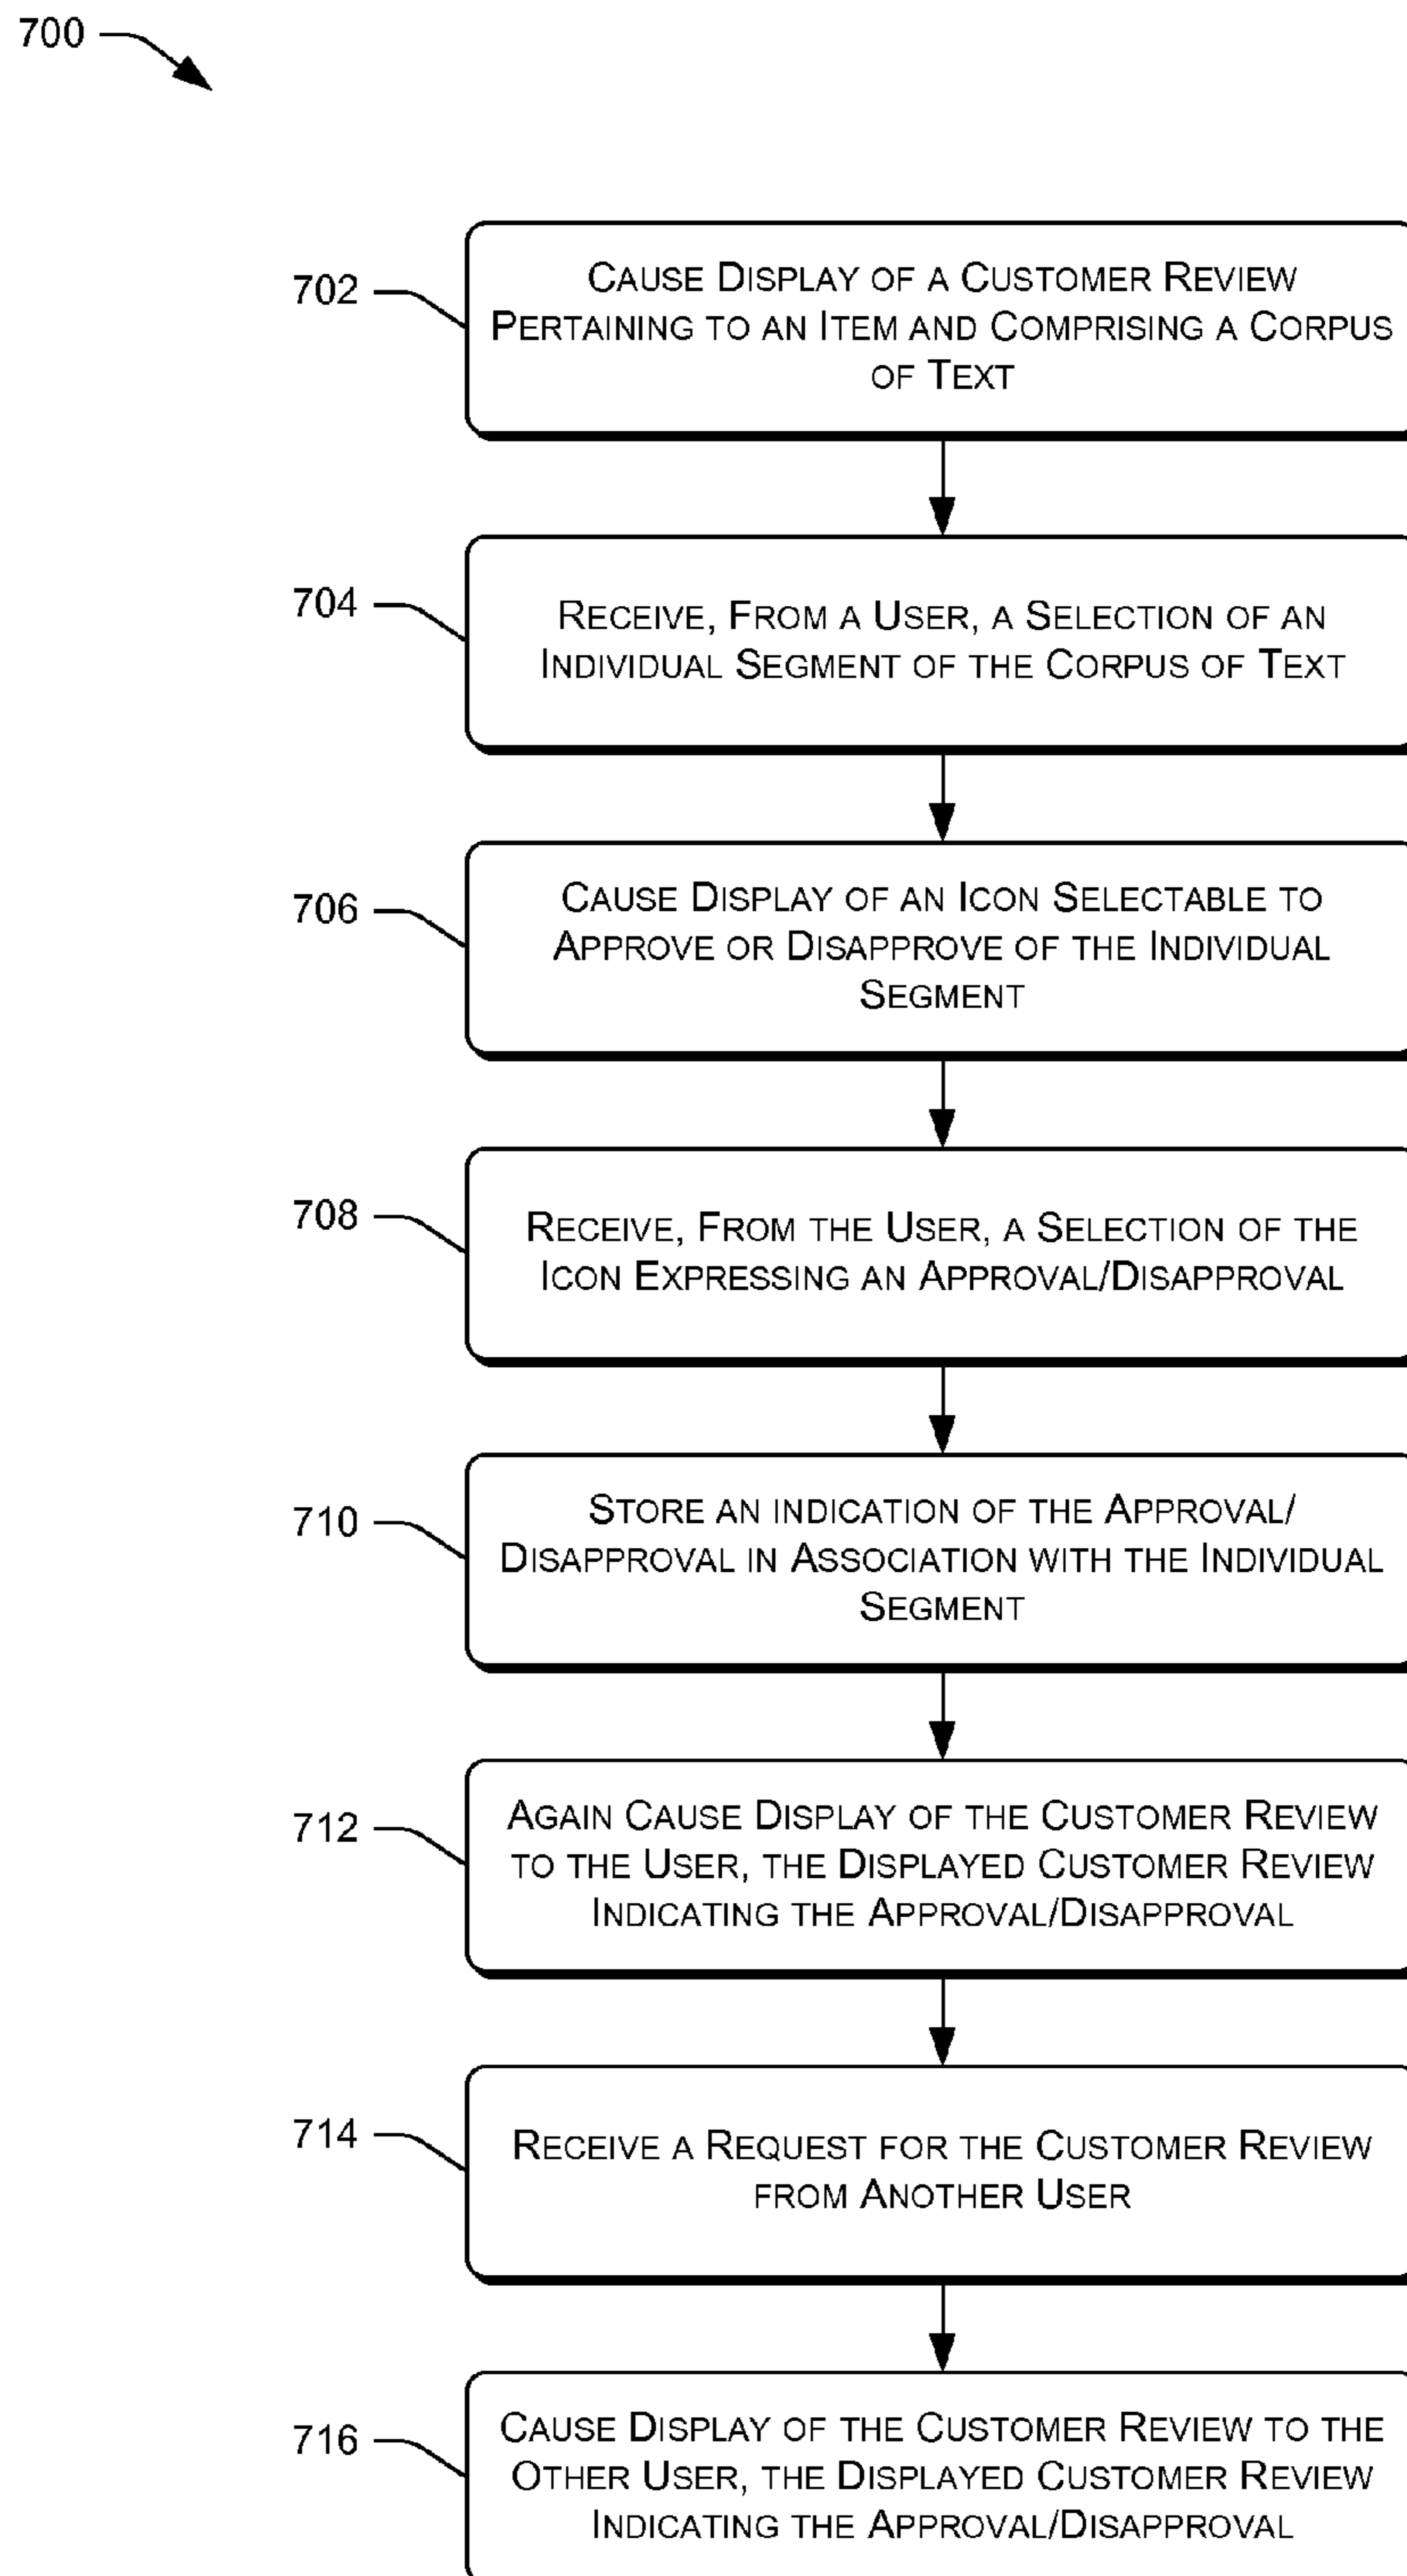 700
702
CAUSE DISPLAY OF A CUSTOMER REVIEW
PERTAINING TO AN ITEM AND COMPRISING A CORPUS
OF TEXT
704
RECEIVE, FROM A USER, A SELECTION OF AN
INDIVIDUAL SEGMENT OF THE CORPUS OF TEXT
706
CAUSE DISPLAY OF AN ICON SELECTABLE TO
APPROVE OR DISAPPROVE OF THE INDIVIDUAL
SEGMENT
708
RECEIVE, FROM THE USER, A SELECTION OF THE
ICON EXPRESSING AN APPROVAL/DISAPPROVAL
710
STORE AN INDICATION OF THE APPROVAL/
DISAPPROVAL IN ASSOCIATION WITH THE INDIVIDUAL
SEGMENT
712
AGAIN CAUSE DISPLAY OF THE CUSTOMER REVIEW
TO THE USER, THE DISPLAYED CUSTOMER REVIEW
INDICATING THE APPROVAL/DISAPPROVAL
714
RECEIVE A REQUEST FOR THE CUSTOMER REVIEW
FROM ANOTHER USER
716
CAUSE DISPLAY OF THE CUSTOMER REVIEW TO THE
OTHER USER, THE DISPLAYED CUSTOMER REVIEW
INDICATING THE APPROVAL/DISAPPROVAL